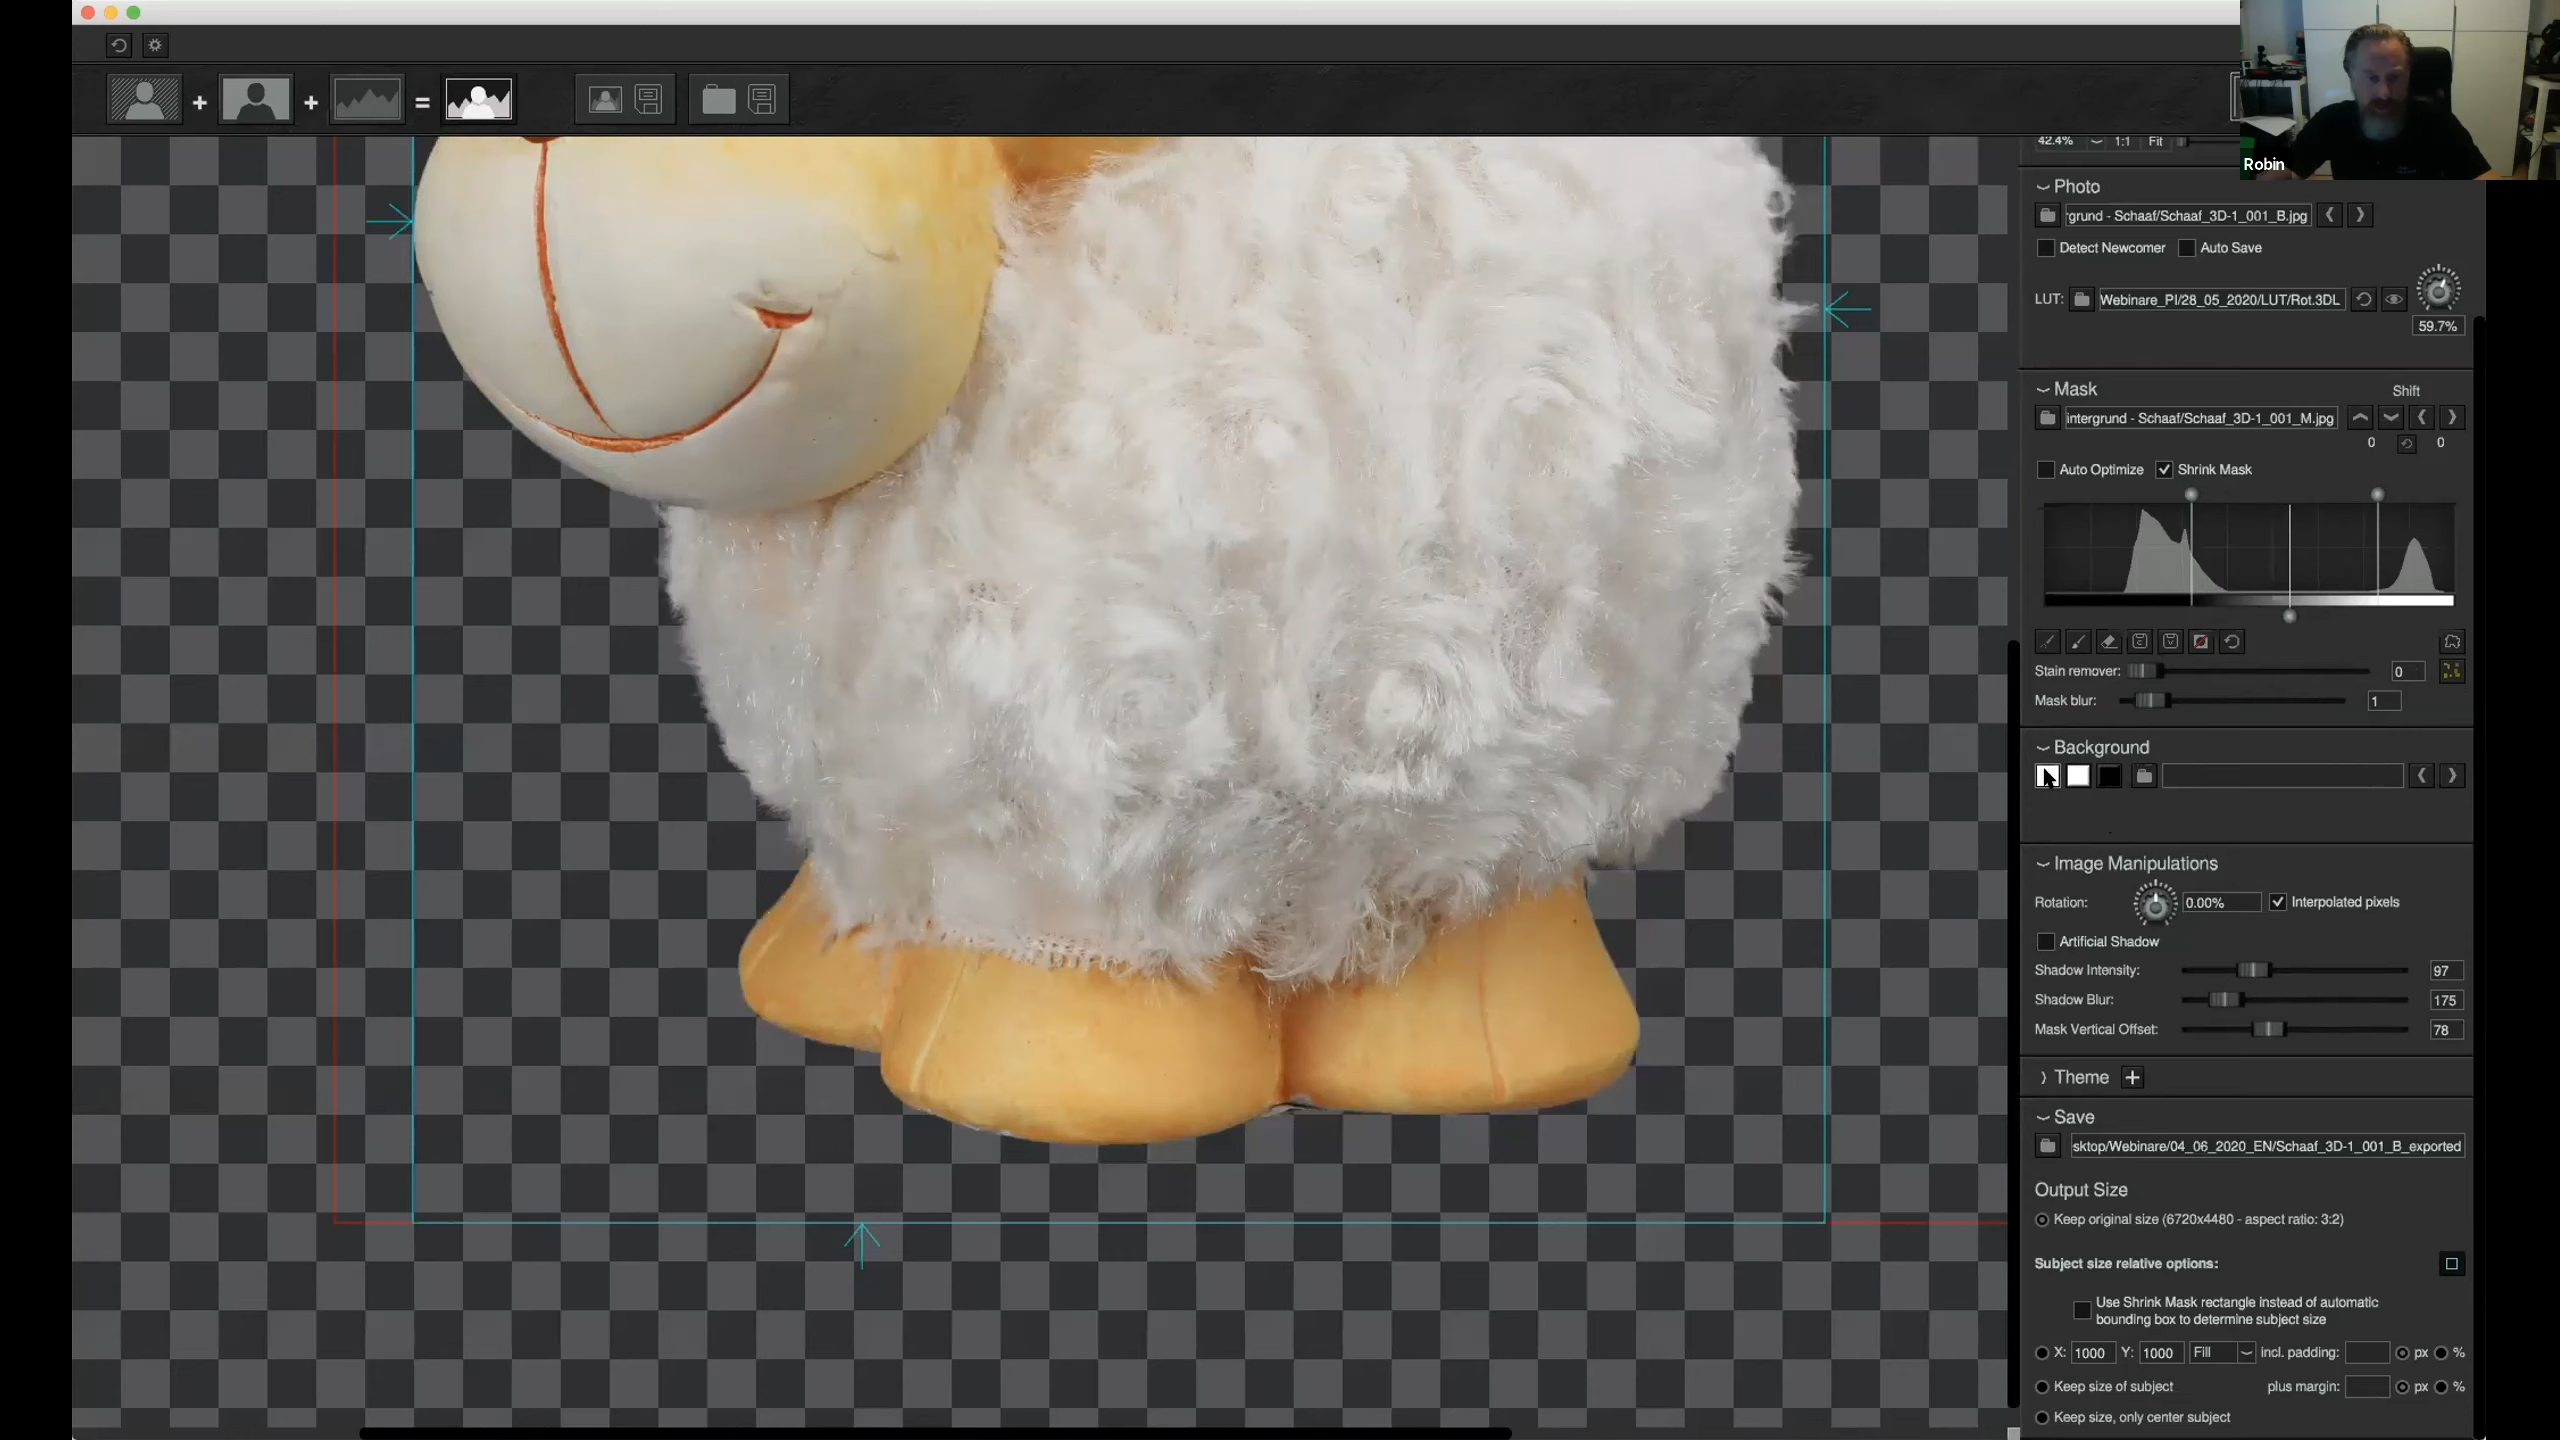 Robin
42.4% 1:1 Fit
Photo
grund - Schaaf/Schaaf_3D-1_001_B.jpg
Detect Newcomer Auto Save
LUT: Webinare_PI/28_05_2020/LUT/Rot.3DL
59.7%
Mask Shift
intergrund - Schaaf/Schaaf_3D-1_001_M.jpg
0 0
Auto Optimize Shrink Mask
Stain remover: 0
Mask blur: 1
Background
Image Manipulations
Rotation: 0.00% Interpolated pixels
Artificial Shadow
Shadow Intensity: 97
Shadow Blur: 175
Mask Vertical Offset: 78
Theme +
Save
sktop/Webinare/04_06_2020_EN/Schaaf_3D-1_001_B_exported
Output Size
Keep original size (6720x4480 - aspect ratio: 3:2)
Subject size relative options:
Use Shrink Mask rectangle instead of automatic
bounding box to determine subject size
X: 1000 Y: 1000 Fill incl. padding: px %
Keep size of subject plus margin: px %
Keep size, only center subject